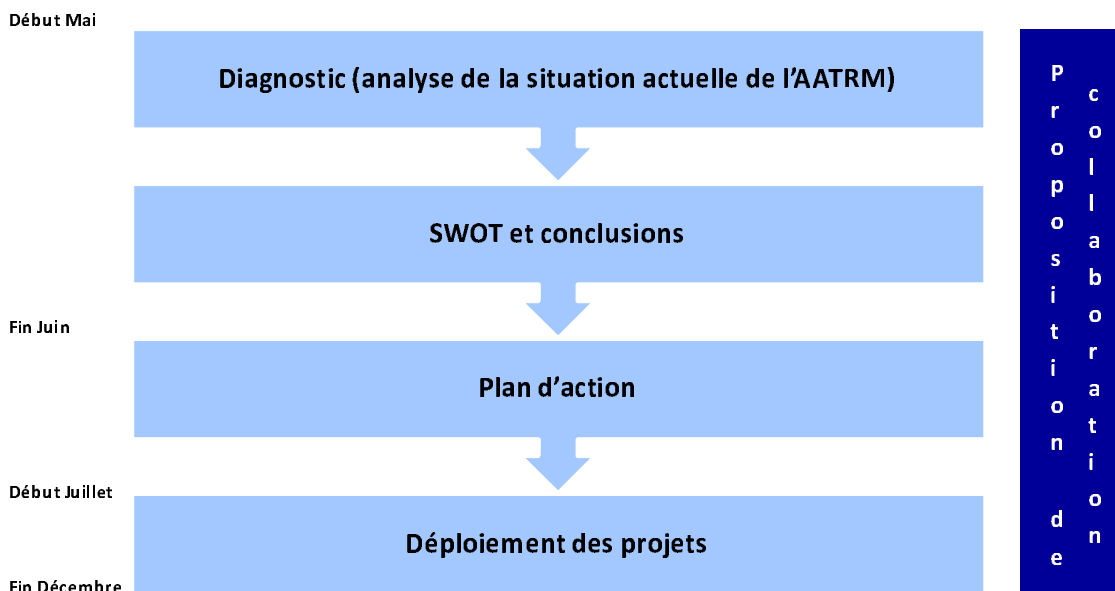 Début Mai
Diagnostic (analyse de la situation actuelle de l’AATRM)
SWOT et conclusions
Fin Juin
Plan d’action
Début Juillet
Déploiement des projets
Fin Décembre
Proposition de
collaboration